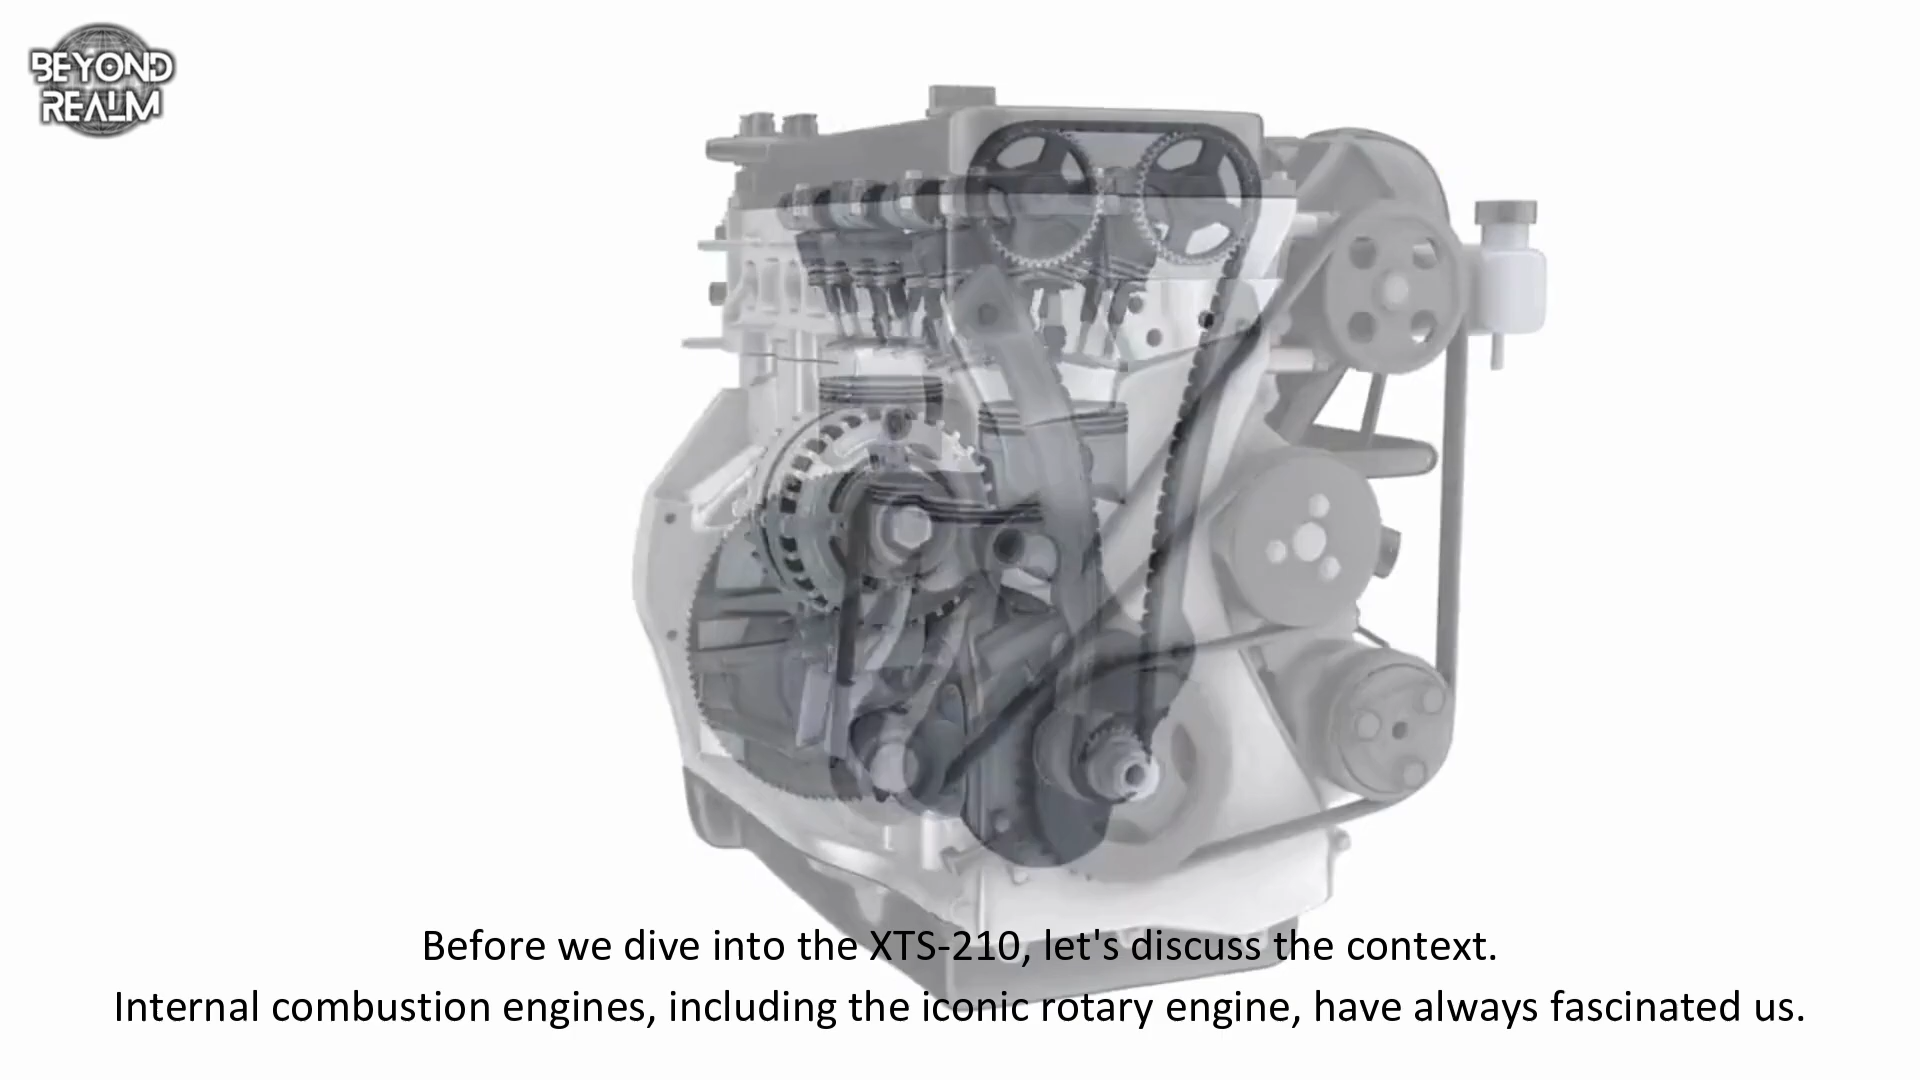 BEYOND
REALM
Before we dive into the XTS-210, let's discuss the context.
Internal combustion engines, including the iconic rotary engine, have always fascinated us.